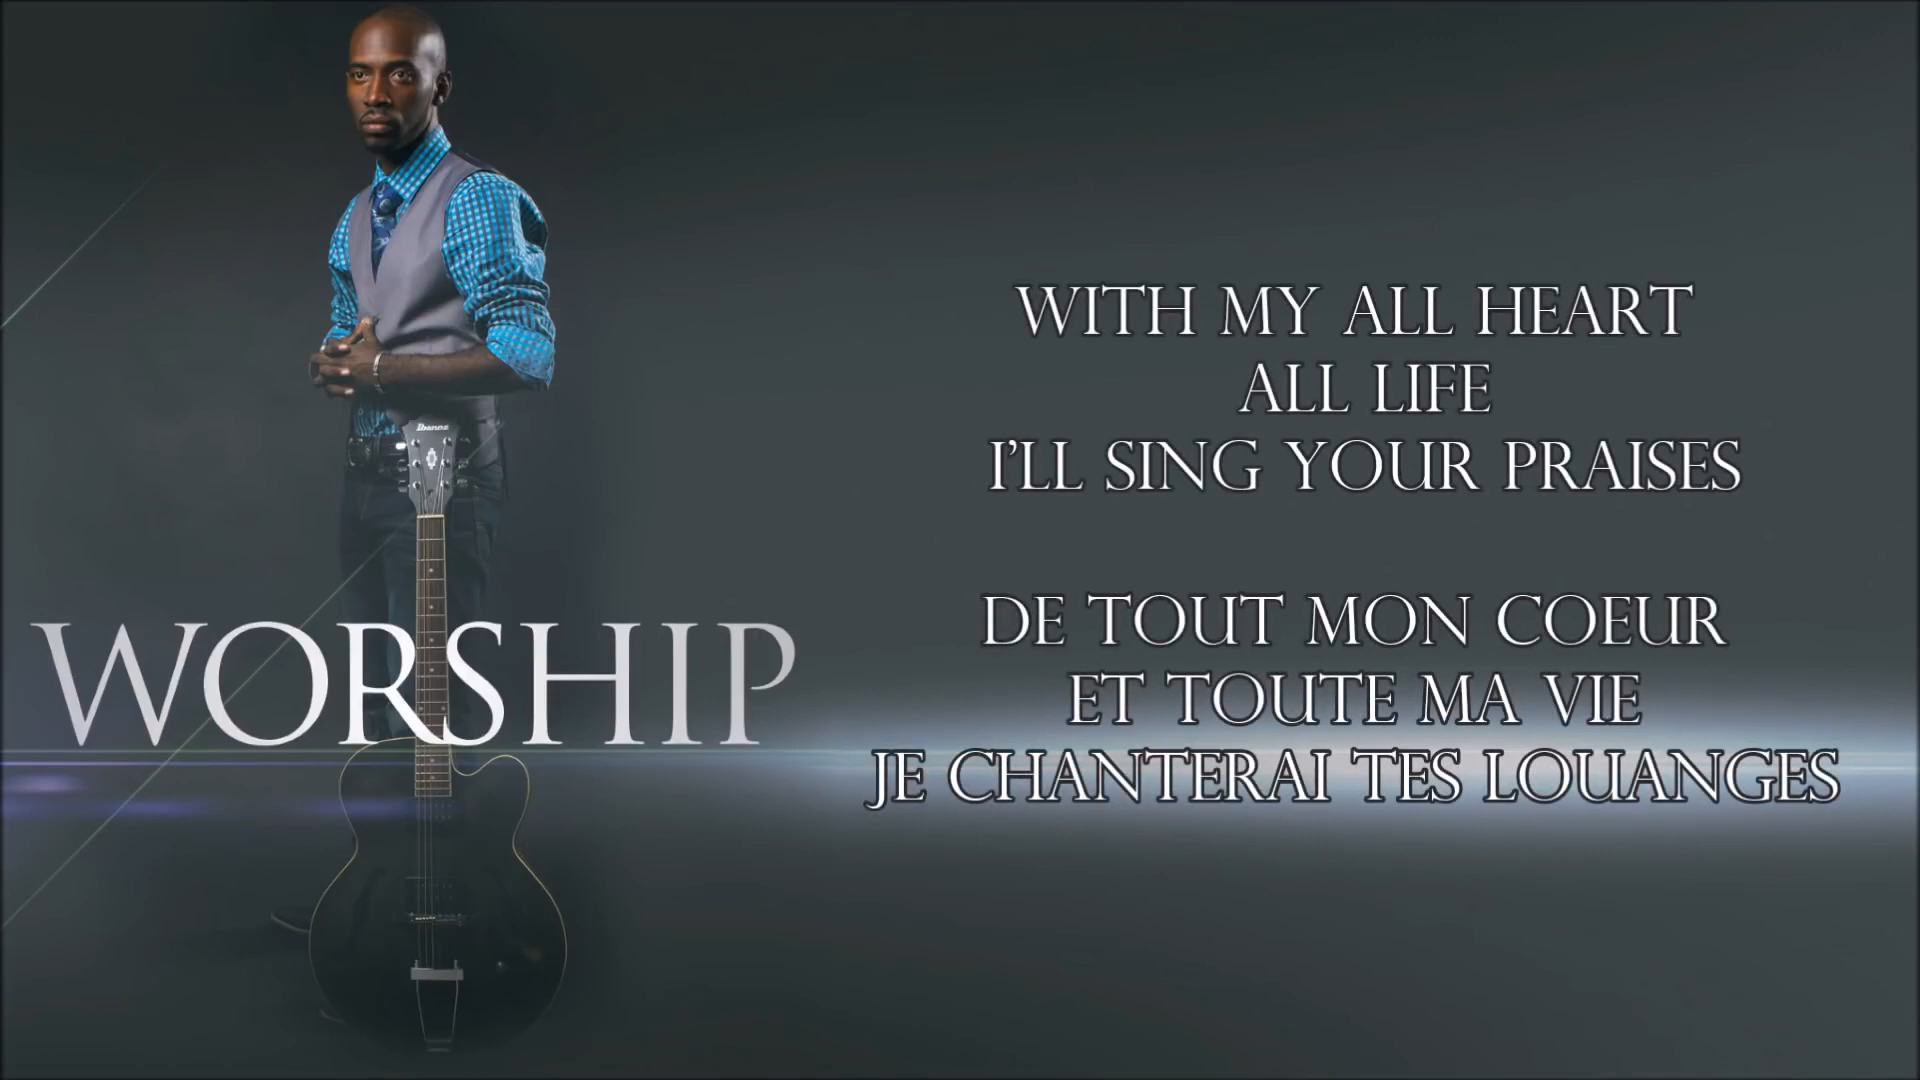 Ibanez
WORSHIP
WITH MY ALL HEART
ALL LIFE
I'LL SING YOUR PRAISES
DE TOUT MON COEUR
ET TOUTE MA VIE
JE CHANTERAI TES LOUANGES